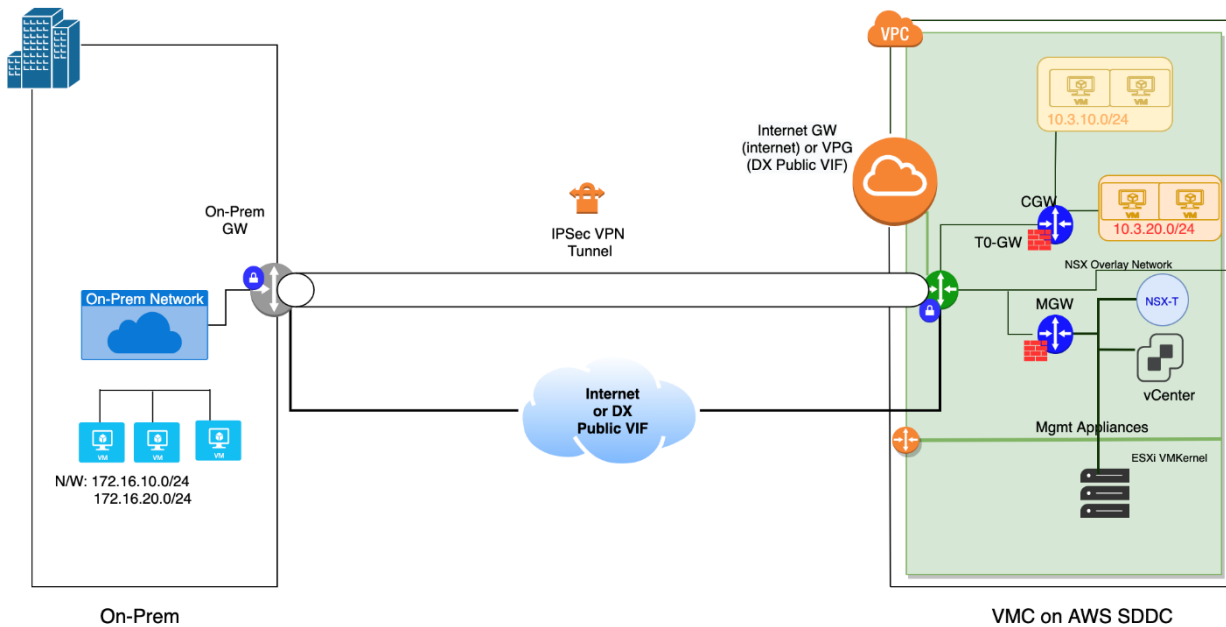 VPC
VM
VM
10.3.10.0/24
Internet GW
(internet) or VPG
(DX Public VIF)
VM
VM
10.3.20.0/24
CGW
T0-GW
On-Prem
GW
IPSec VPN
Tunnel
NSX Overlay Network
On-Prem Network
MGW
NSX-T
vCenter
Internet
or DX
Public VIF
VM
VM
VM
Mgmt Appliances
ESXi VMKernel
N/W: 172.16.10.0/24
172.16.20.0/24
On-Prem
VMC on AWS SDDC